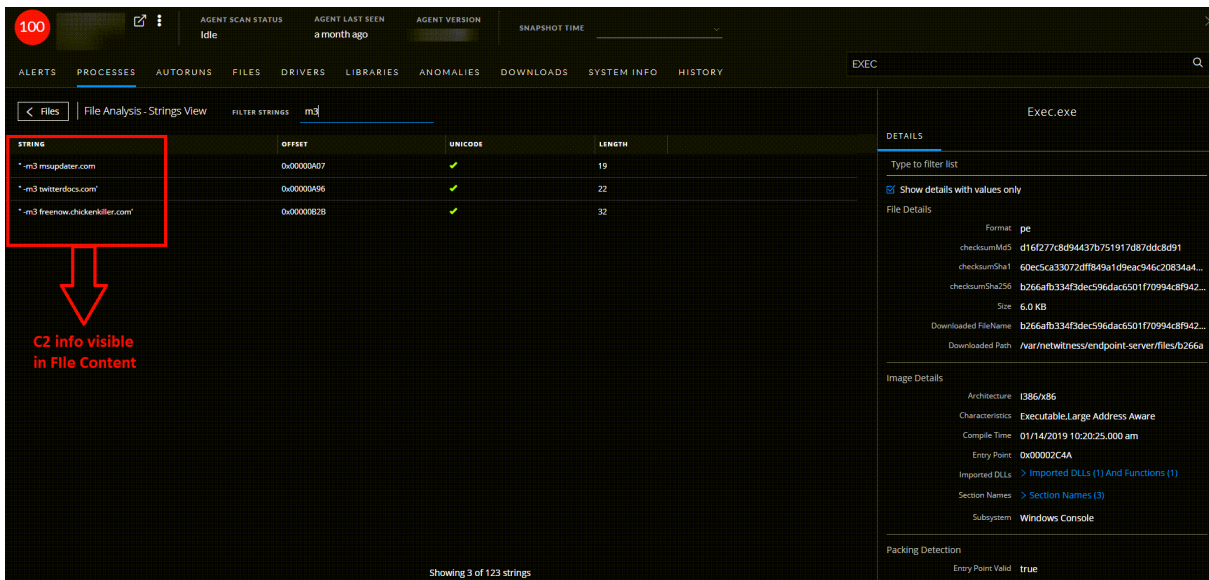 100
AGENT SCAN STATUS AGENT LAST SEEN AGENT VERSION SNAPSHOT TIME
Idle a month ago
ALERTS PROCESSES AUTORUNS FILES DRIVERS LIBRARIES ANOMALIES DOWNLOADS SYSTEM INFO HISTORY
EXEC
< Files File Analysis - Strings View FILTER STRINGS m3
STRING OFFSET UNICODE LENGTH
" -m3 msupdater.com 0x00000A07 ✔ 19
" -m3 twitterdocs.com' 0x00000A96 ✔ 22
" -m3 freenow.chickenkiller.com' 0x00000B2B ✔ 32
C2 info visible
in FIle Content
Showing 3 of 123 strings
Exec.exe
DETAILS
Type to filter list
Show details with values only
File Details
Format pe
checksumMd5 d16f277c8d94437b751917d87ddc8d91
checksumSha1 60ec5ca33072dff849a1d9eac946c20834a4...
checksumSha256 b266afb334f3dec596dac6501f70994c8f942...
Size 6.0 KB
Downloaded FileName b266afb334f3dec596dac6501f70994c8f942...
Downloaded Path /var/netwitness/endpoint-server/files/b266a
Image Details
Architecture I386/x86
Characteristics Executable,Large Address Aware
Compile Time 01/14/2019 10:20:25.000 am
Entry Point 0x00002C4A
Imported DLLs > Imported DLLs (1) And Functions (1)
Section Names > Section Names (3)
Subsystem Windows Console
Packing Detection
Entry Point Valid true